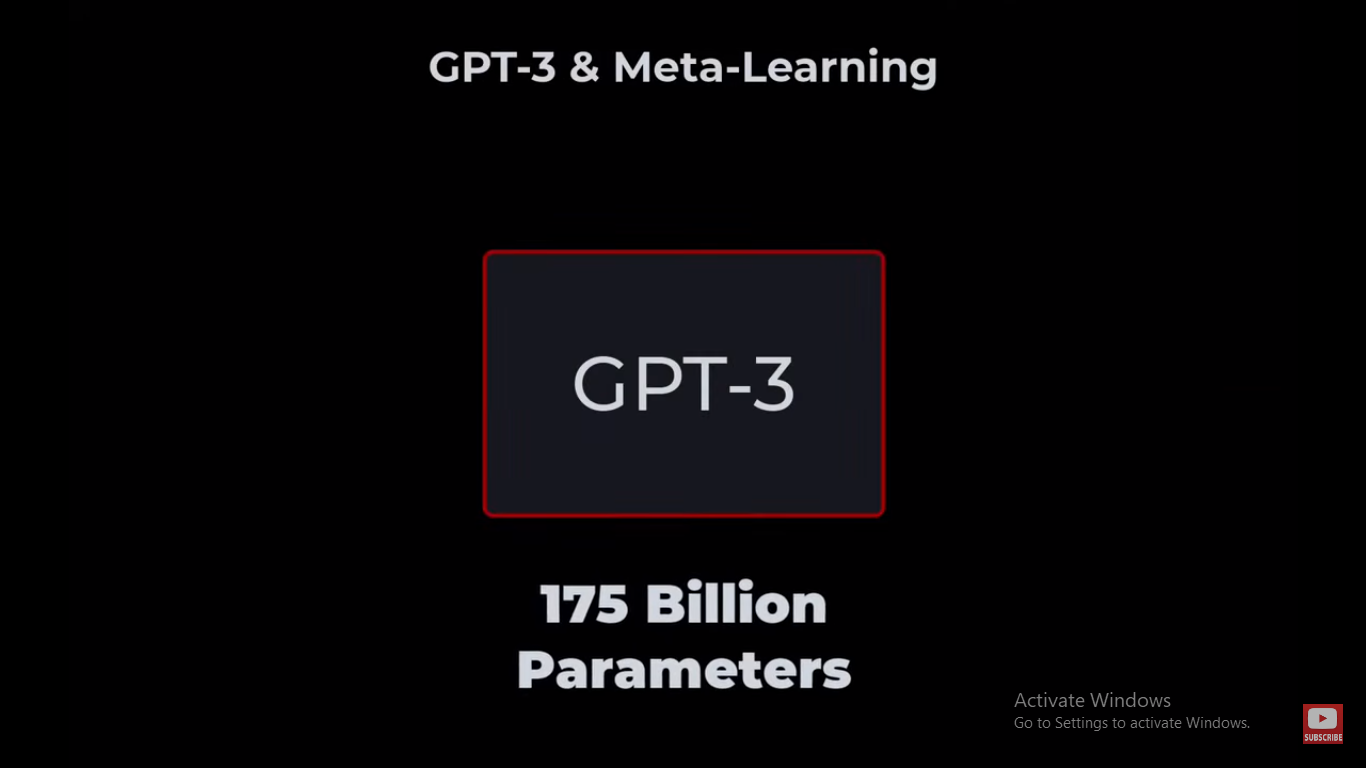 GPT-3 & Meta-Learning
GPT-3
175 Billion
Parameters
Activate Windows
Go to Settings to activate Windows.
SUBSCRIBE